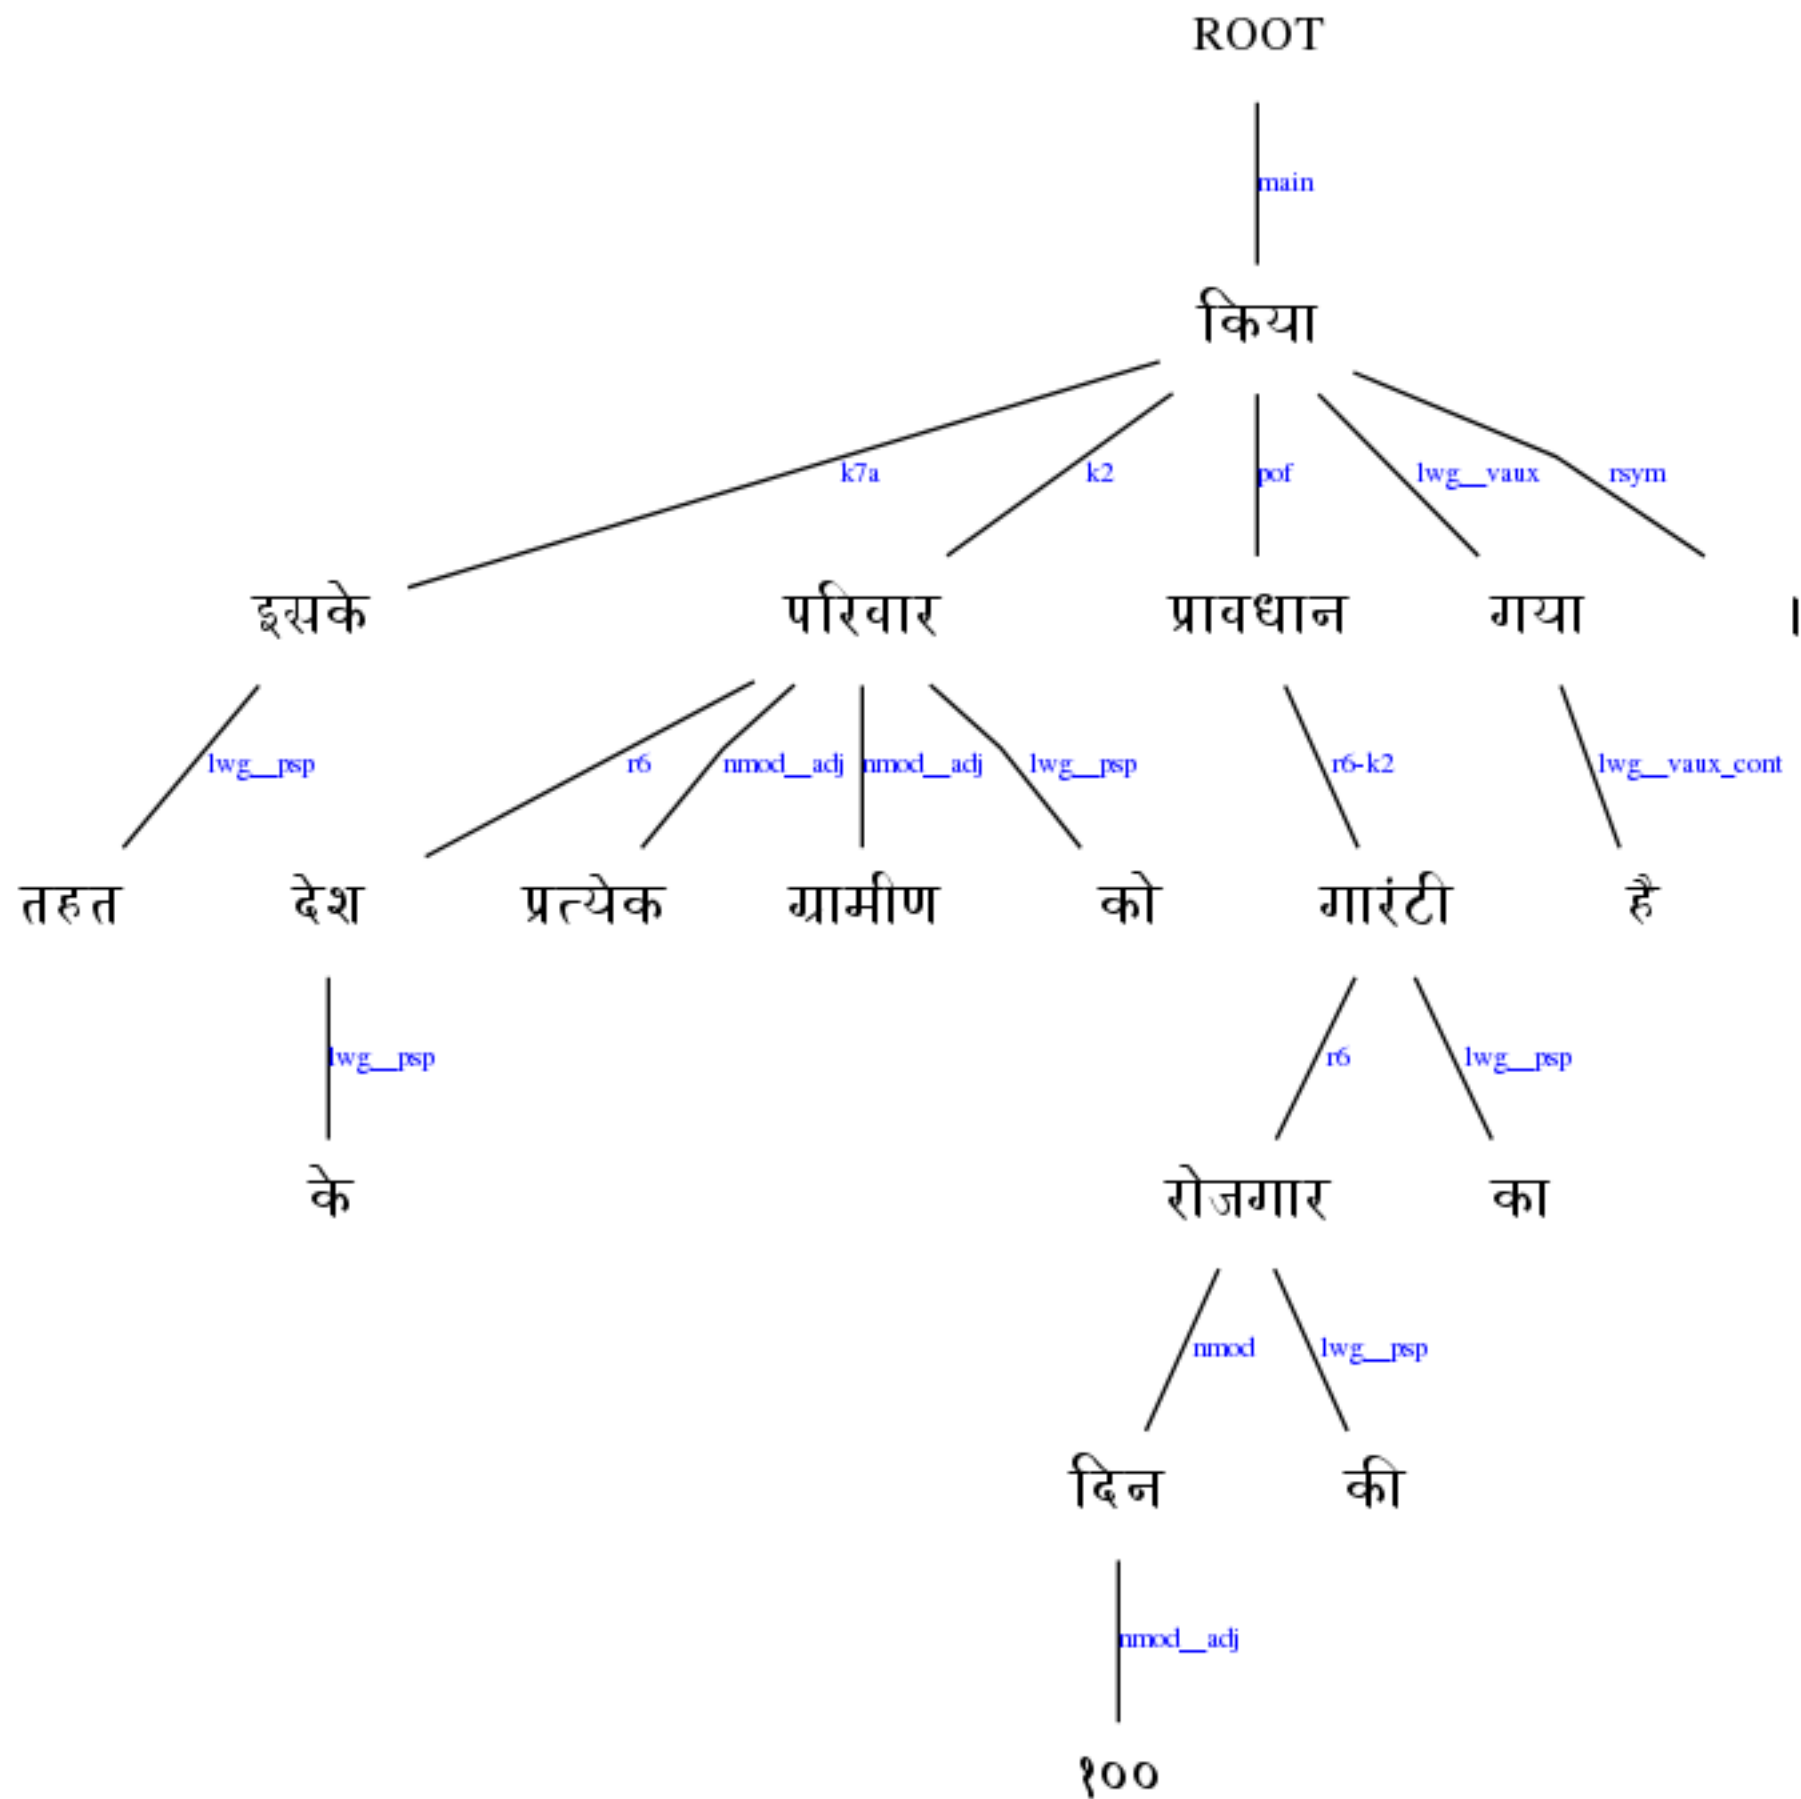 ROOT
main
किया
k7a k2 pof lwg__vaux rsym
इसके परिवार प्रावधान गया ।
lwg__psp r6 nmod__adj nmod__adj lwg__psp r6-k2 lwg__vaux_cont
तहत देश प्रत्येक ग्रामीण को गारंटी है
lwg__psp r6 lwg__psp
के रोजगार का
nmod lwg__psp
दिन की
nmod__adj
१००